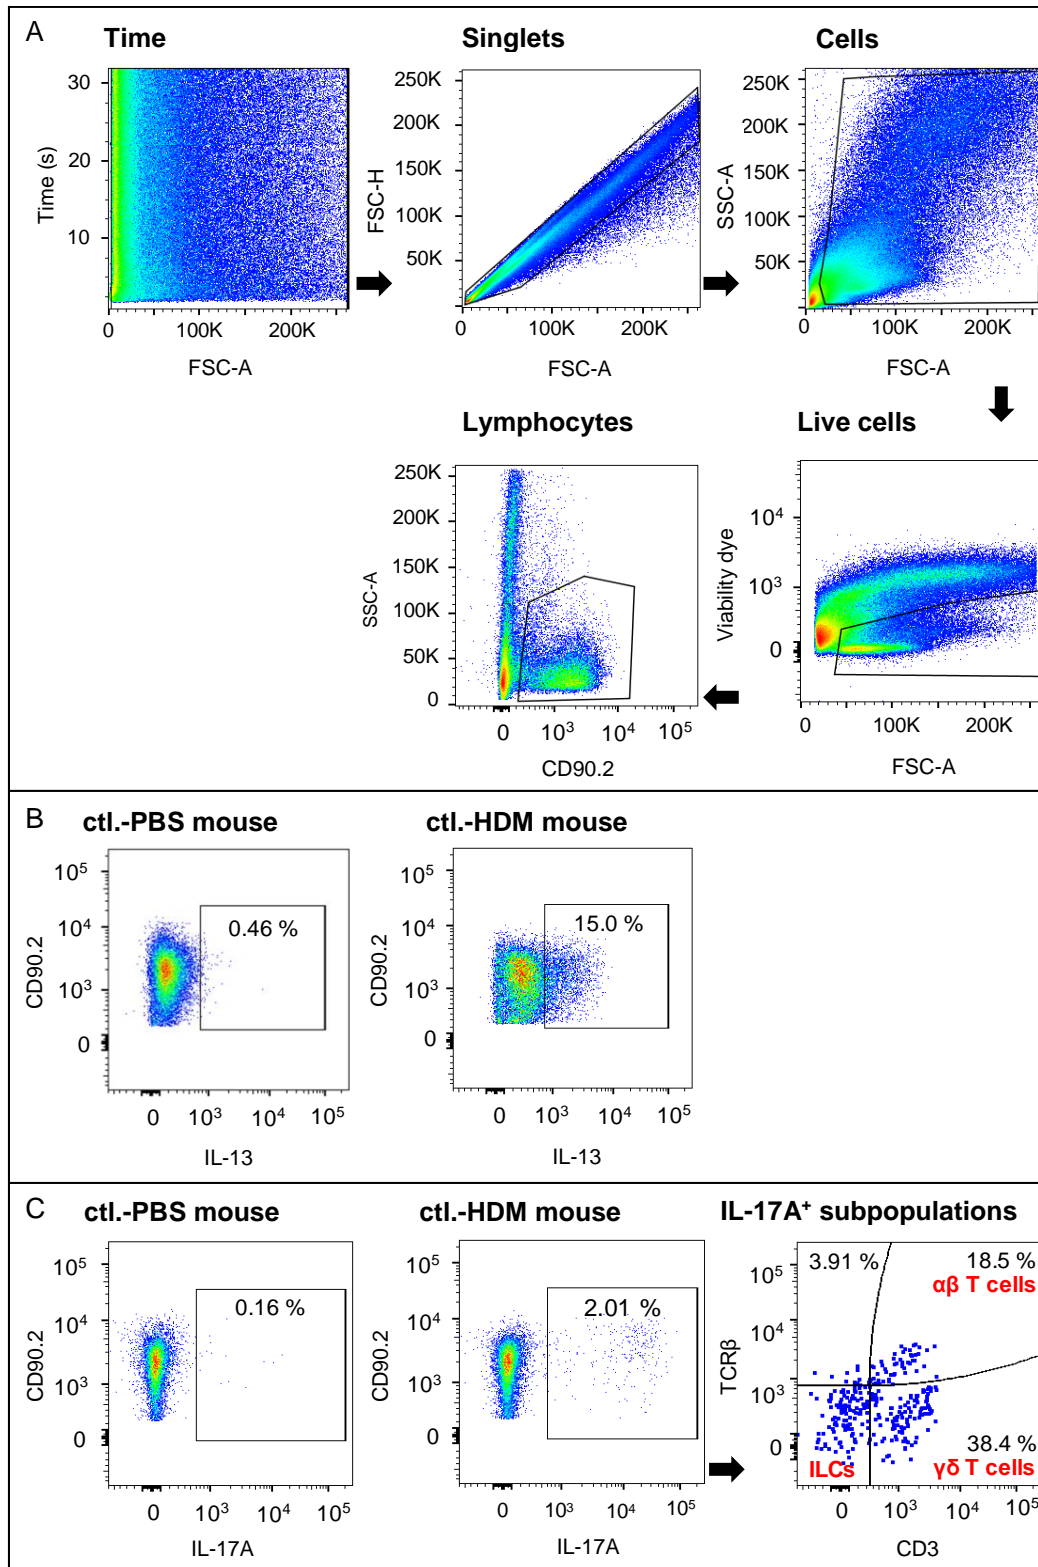 A
Time
30
20
10
Time (s)
0
100K
200K
FSC-A
Singlets
250K
200K
150K
100K
50K
FSC-H
0
100K
200K
FSC-A
Cells
250K
200K
150K
100K
50K
0
SSC-A
0
100K
200K
FSC-A
Lymphocytes
250K
200K
150K
100K
50K
0
SSC-A
0
10³
10⁴
10⁵
CD90.2
Live cells
10⁴
10³
0
Viability dye
100K
200K
FSC-A
B
ctl.-PBS mouse
10⁵
10⁴
10³
0
CD90.2
0.46 %
0
10³
10⁴
10⁵
IL-13
ctl.-HDM mouse
10⁵
10⁴
10³
0
CD90.2
15.0 %
0
10³
10⁴
10⁵
IL-13
C
ctl.-PBS mouse
10⁵
10⁴
10³
0
CD90.2
0.16 %
0
10³
10⁴
10⁵
IL-17A
ctl.-HDM mouse
10⁵
10⁴
10³
0
CD90.2
2.01 %
0
10³
10⁴
10⁵
IL-17A
IL-17A⁺ subpopulations
10⁵
10⁴
10³
0
TCRβ
3.91 %
18.5 %
αβ T cells
38.4 %
ILCs
γδ T cells
0
10³
10⁴
10⁵
CD3